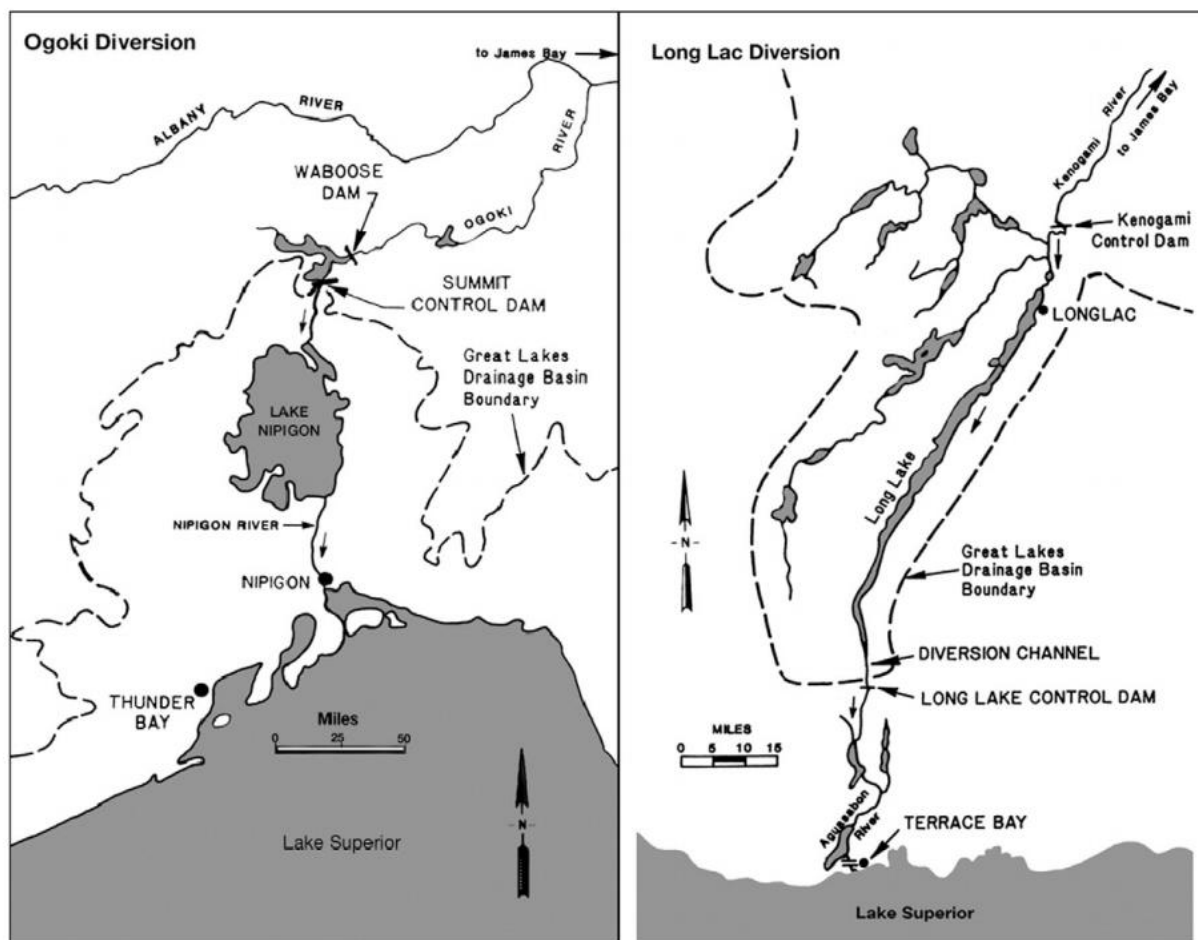 Ogoki Diversion
to James Bay
ALBANY RIVER
RIVER
WABOOSE
DAM
OGOKI
SUMMIT
CONTROL DAM
Great Lakes
Drainage Basin
Boundary
LAKE
NIPIGON
NIPIGON RIVER
NIPIGON
THUNDER
BAY
Miles
0 25 50
N
Lake Superior
Long Lac Diversion
Kenogami River
to James Bay
Kenogami
Control Dam
LONGLAC
Long Lake
N
Great Lakes
Drainage Basin
Boundary
DIVERSION CHANNEL
LONG LAKE CONTROL DAM
MILES
0 5 10 15
Aguasabon
River
TERRACE BAY
Lake Superior